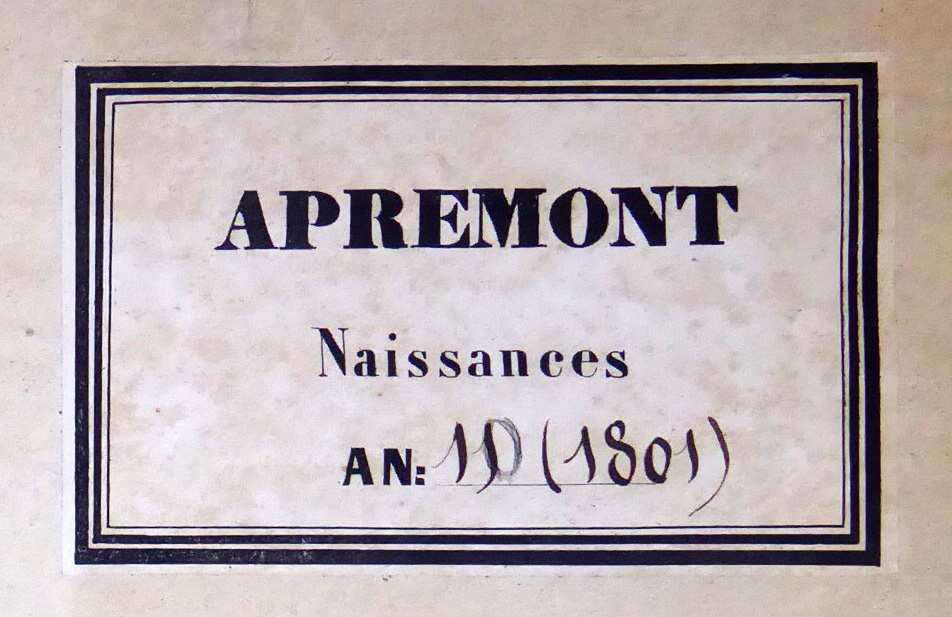 APREMONT
Naissances
AN: 10 (1801)